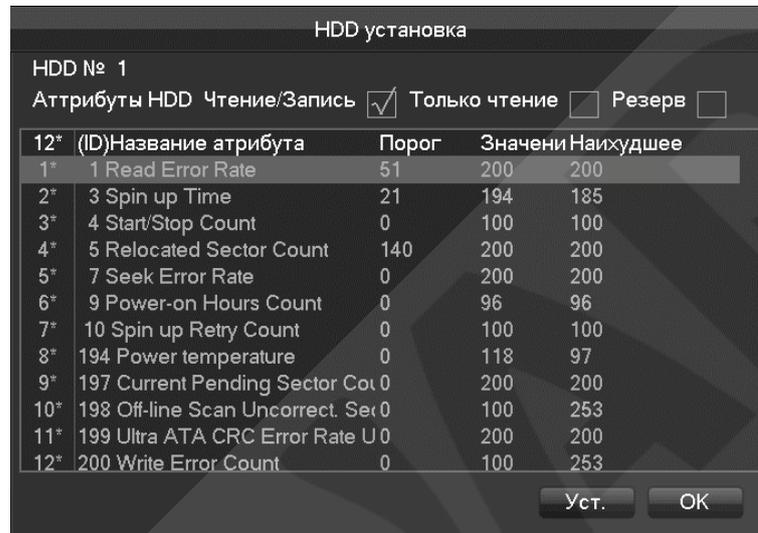 HDD установка
HDD № 1
Аттрибуты HDD Чтение/Запись Только чтение Резерв
12* (ID)Название атрибута Порог Значени Наихудшее
1* 1 Read Error Rate 51 200 200
2* 3 Spin up Time 21 194 185
3* 4 Start/Stop Count 0 100 100
4* 5 Relocated Sector Count 140 200 200
5* 7 Seek Error Rate 0 200 200
6* 9 Power-on Hours Count 0 96 96
7* 10 Spin up Retry Count 0 100 100
8* 194 Power temperature 0 118 97
9* 197 Current Pending Sector Cou 0 200 200
10* 198 Off-line Scan Uncorrect. Sec 0 100 253
11* 199 Ultra ATA CRC Error Rate U 0 200 200
12* 200 Write Error Count 0 100 253
Уст. OK